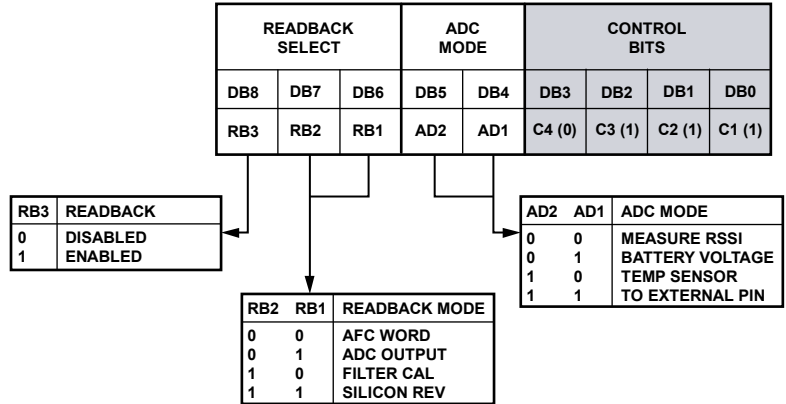 READBACK SELECT ADC MODE CONTROL BITS
DB8 DB7 DB6 DB5 DB4 DB3 DB2 DB1 DB0
RB3 RB2 RB1 AD2 AD1 C4 (0) C3 (1) C2 (1) C1 (1)
RB3 READBACK
0 DISABLED
1 ENABLED
RB2 RB1 READBACK MODE
0 0 AFC WORD
0 1 ADC OUTPUT
1 0 FILTER CAL
1 1 SILICON REV
AD2 AD1 ADC MODE
0 0 MEASURE RSSI
0 1 BATTERY VOLTAGE
1 0 TEMP SENSOR
1 1 TO EXTERNAL PIN